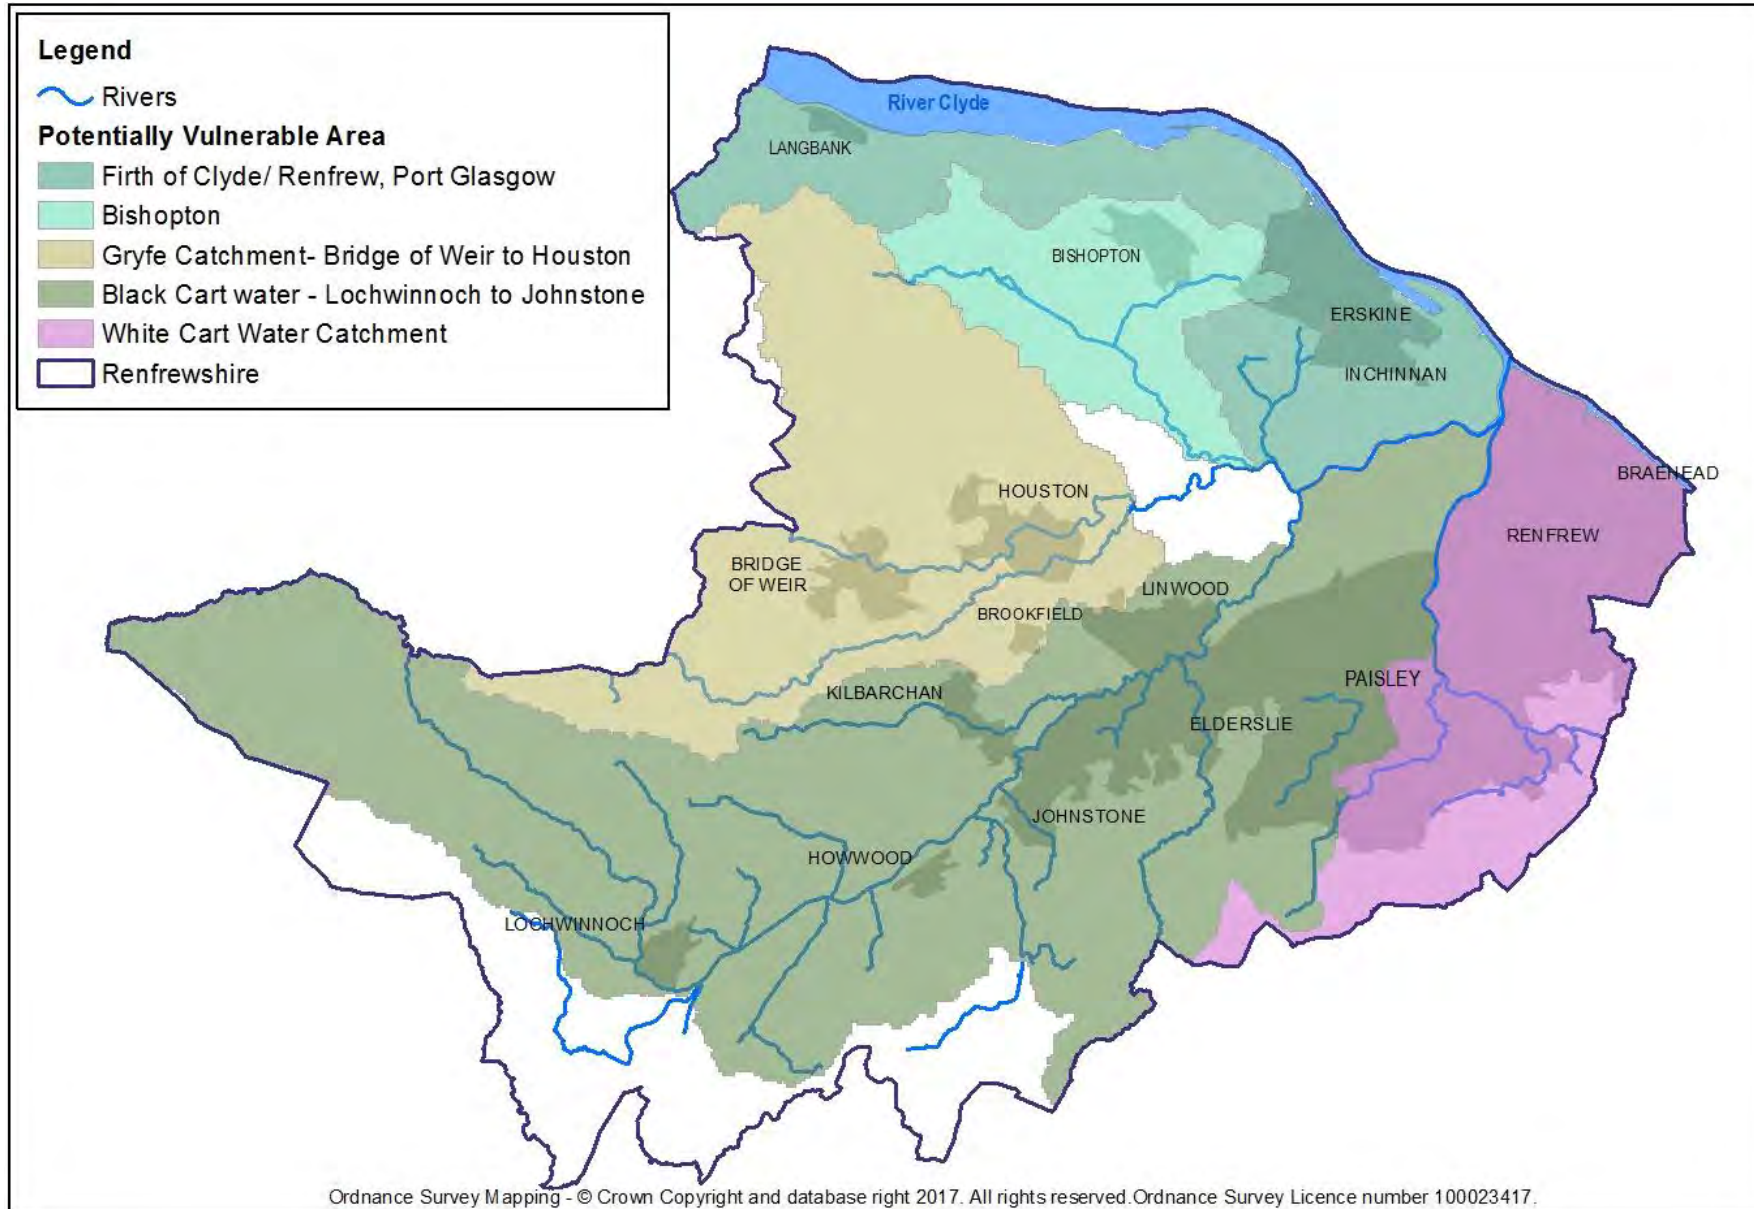 Legend
Rivers
Potentially Vulnerable Area
Firth of Clyde/ Renfrew, Port Glasgow
Bishopton
Gryfe Catchment- Bridge of Weir to Houston
Black Cart water - Lochwinnoch to Johnstone
White Cart Water Catchment
Renfrewshire
River Clyde
LANGBANK
BISHOPTON
ERSKINE
INCHINNAN
BRAEHEAD
HOUSTON
RENFREW
BRIDGE
OF WEIR
LINWOOD
BROOKFIELD
PAISLEY
KILBARCHAN
ELDERSLIE
JOHNSTONE
HOWWOOD
LOCHWINNOCH
Ordnance Survey Mapping - © Crown Copyright and database right 2017. All rights reserved.Ordnance Survey Licence number 100023417.